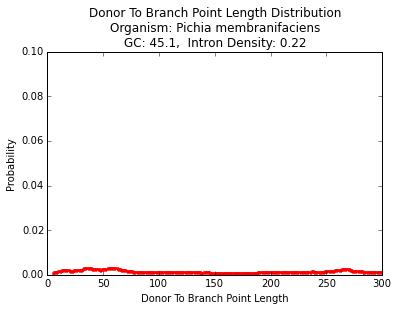 Donor To Branch Point Length Distribution
Organism: Pichia membranifaciens
GC: 45.1,  Intron Density: 0.22
0.10
0.08
0.06
0.04
0.02
0.00
Probability
0 50 100 150 200 250 300
Donor To Branch Point Length